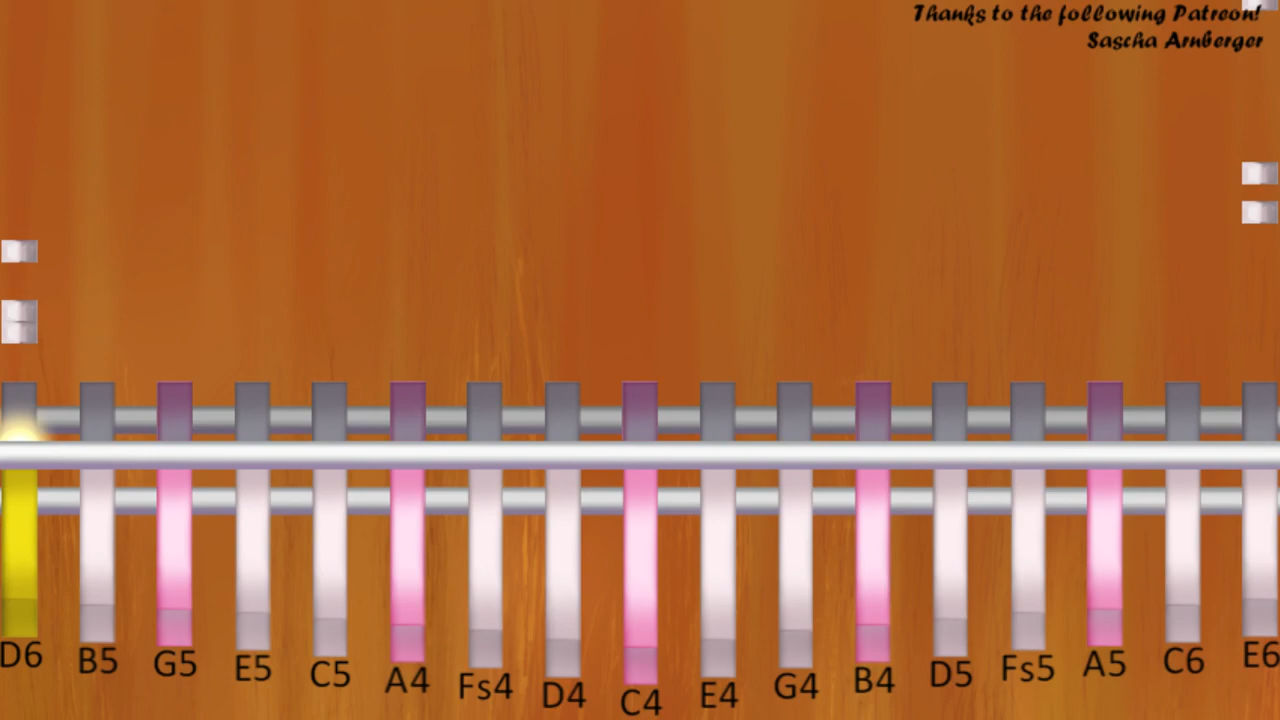 Thanks to the following Patreon!
Sascha Arnberger
D6 B5 G5 E5 C5 A4 Fs4 D4 C4 E4 G4 B4 D5 Fs5 A5 C6 E6